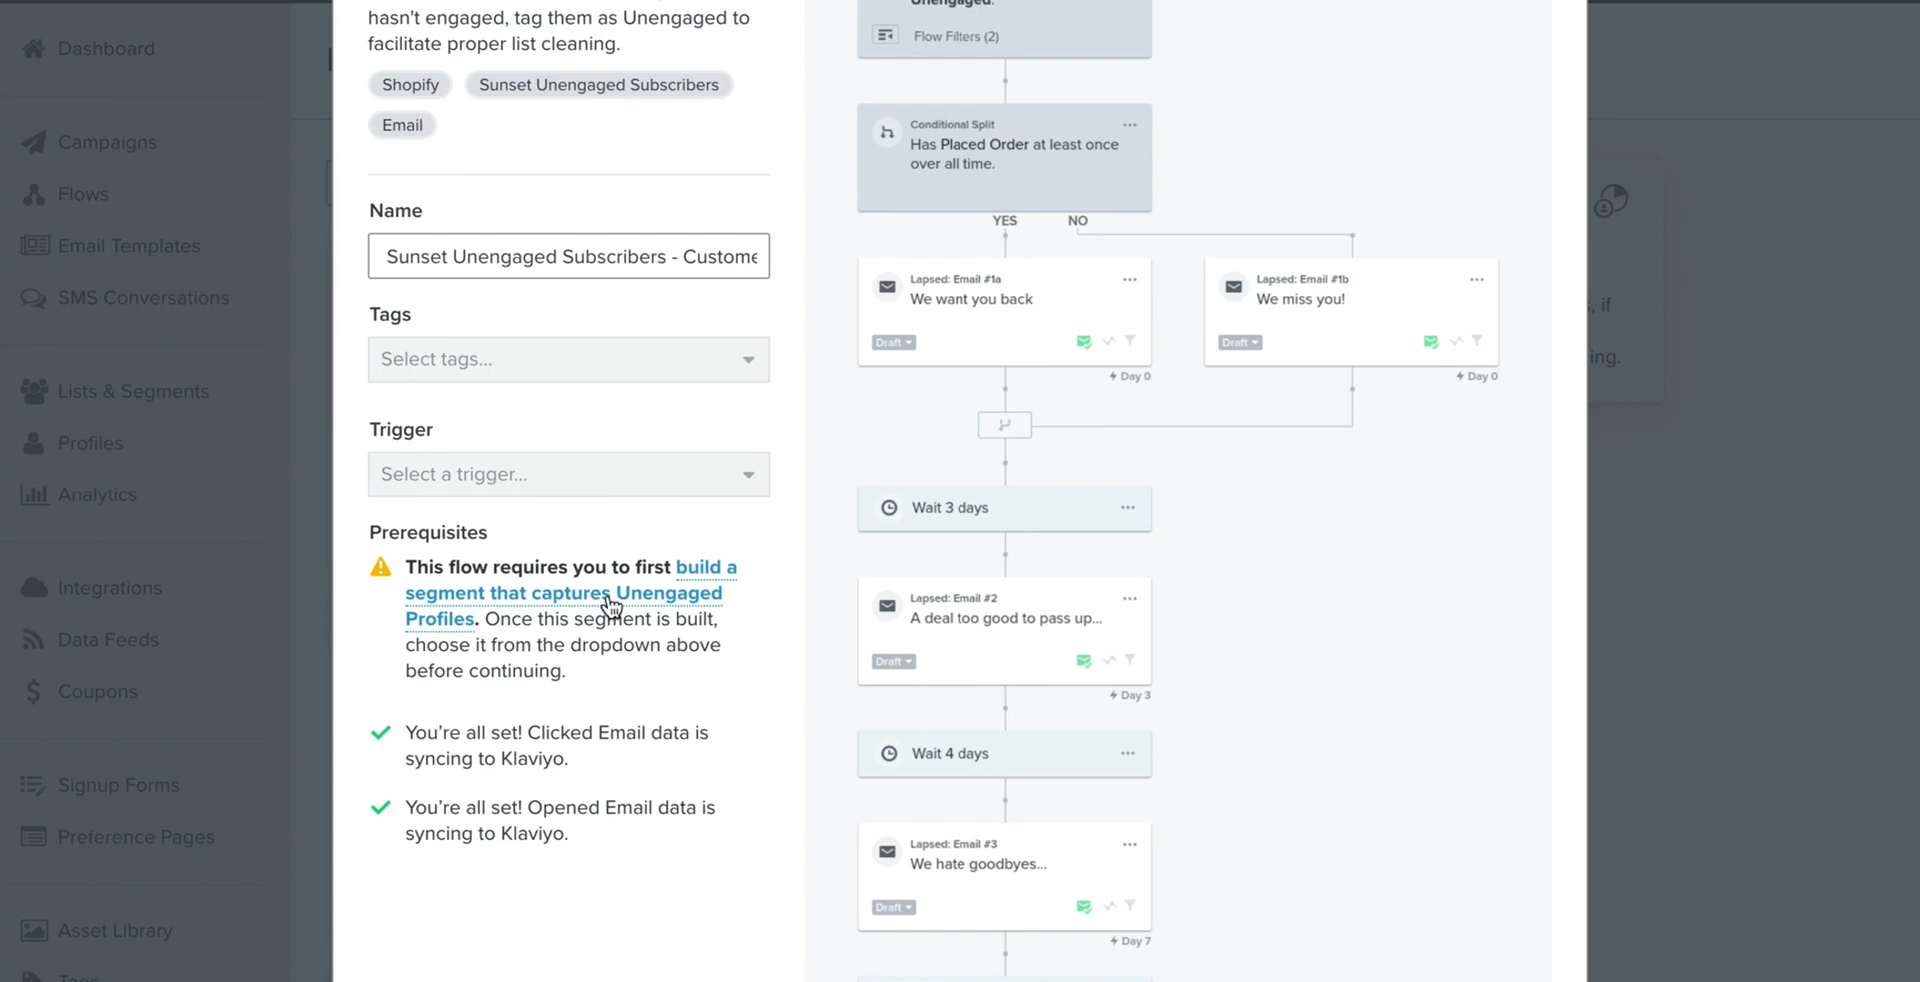 Dashboard
Campaigns
Flows
Email Templates
SMS Conversations
Lists & Segments
Profiles
Analytics
Integrations
Data Feeds
Coupons
Signup Forms
Preference Pages
Asset Library
Tags
hasn't engaged, tag them as Unengaged to
facilitate proper list cleaning.
Shopify
Sunset Unengaged Subscribers
Email
Name
Sunset Unengaged Subscribers - Custome
Tags
Select tags...
Trigger
Select a trigger...
Prerequisites
This flow requires you to first build a
segment that captures Unengaged
Profiles. Once this segment is built,
choose it from the dropdown above
before continuing.
You're all set! Clicked Email data is
syncing to Klaviyo.
You're all set! Opened Email data is
syncing to Klaviyo.
Unengaged.
Flow Filters (2)
Conditional Split
Has Placed Order at least once
over all time.
YES
NO
Lapsed: Email #1a
We want you back
Draft
Day 0
Lapsed: Email #1b
We miss you!
Draft
Day 0
Wait 3 days
Lapsed: Email #2
A deal too good to pass up...
Draft
Day 3
Wait 4 days
Lapsed: Email #3
We hate goodbyes...
Draft
Day 7
, if
ing.